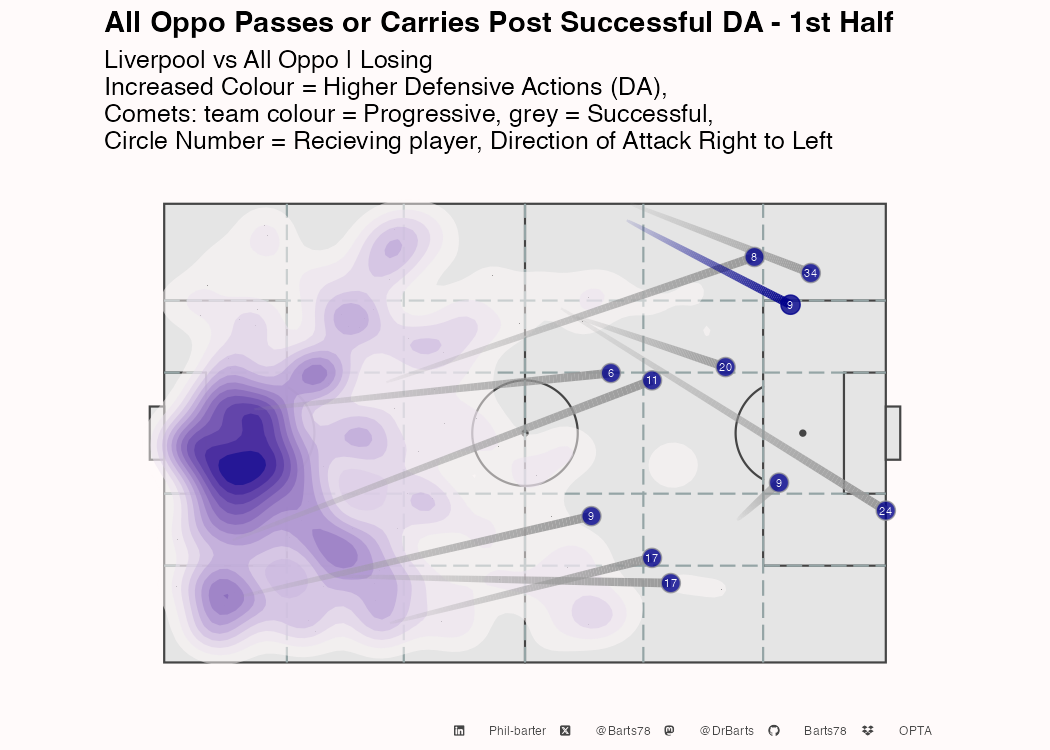 All Oppo Passes or Carries Post Successful DA - 1st Half
Liverpool vs All Oppo | Losing
Increased Colour = Higher Defensive Actions (DA),
Comets: team colour = Progressive, grey = Successful,
Circle Number = Recieving player, Direction of Attack Right to Left
8
34
9
20
6
11
9
24
9
17
17
Phil-barter @Barts78 @DrBarts Barts78 OPTA